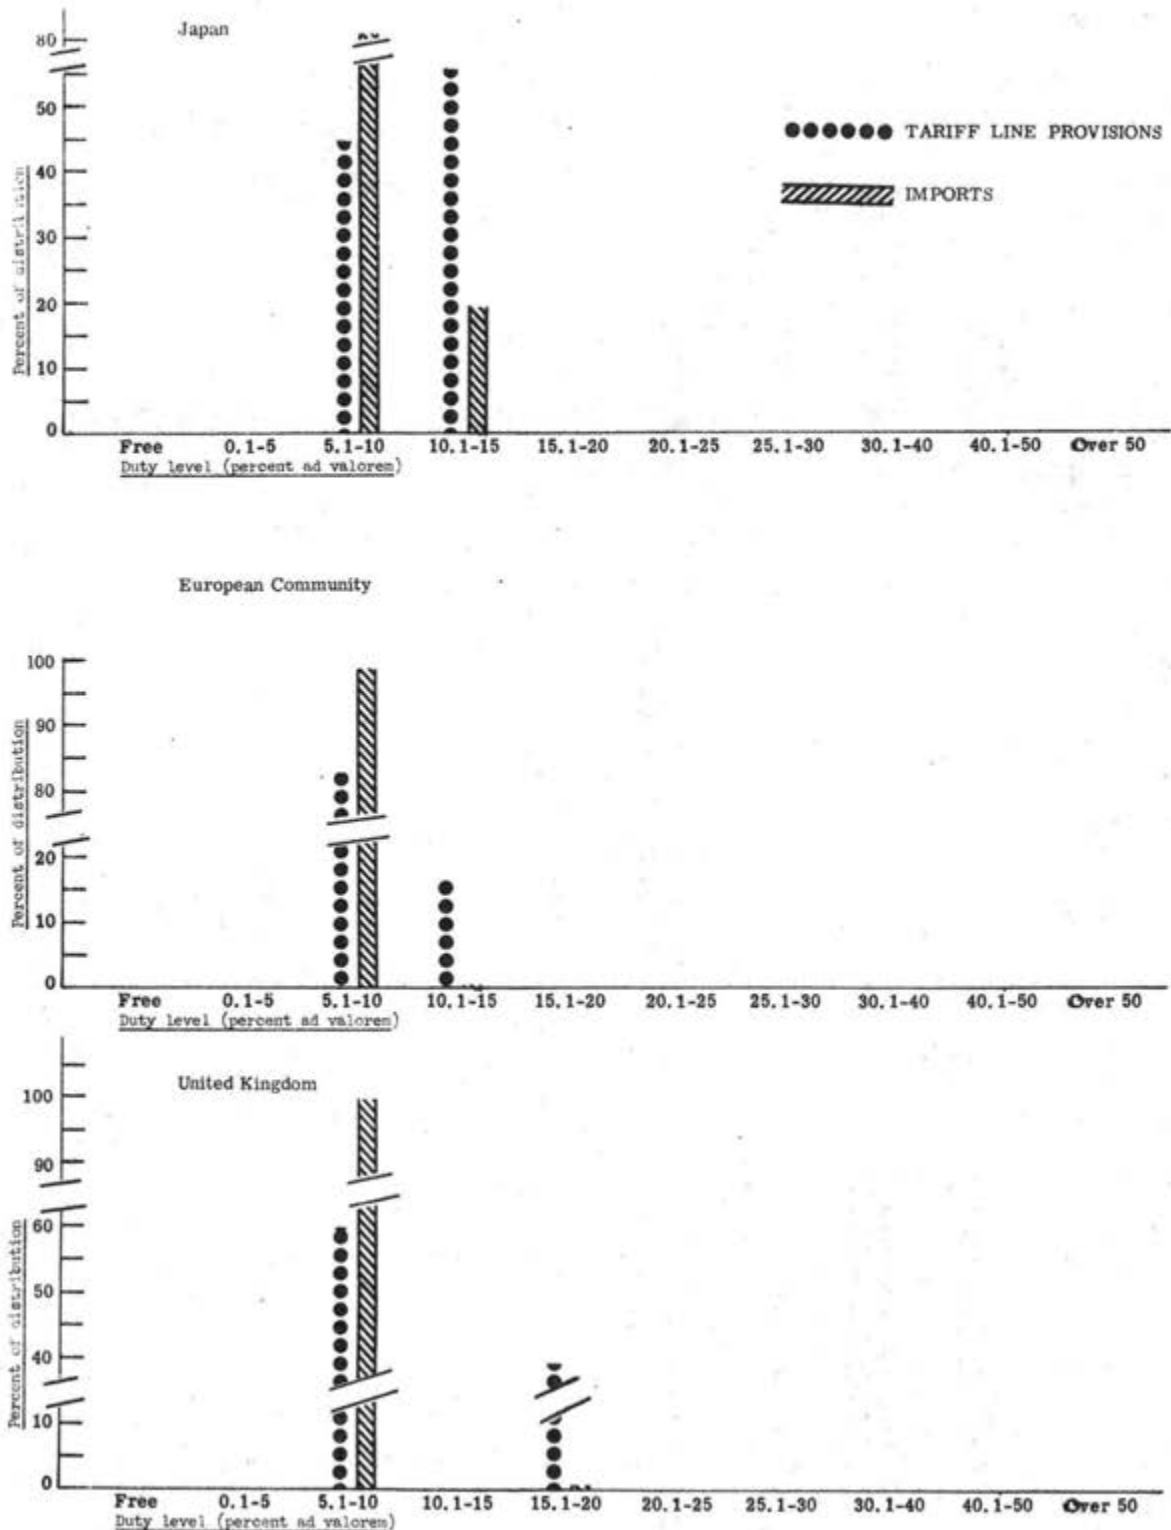 Japan
80
50
40
30
20
10
0
Percent of distribution
●●●●●● TARIFF LINE PROVISIONS
IMPORTS
Free 0.1-5 5.1-10 10.1-15 15.1-20 20.1-25 25.1-30 30.1-40 40.1-50 Over 50
Duty level (percent ad valorem)
European Community
100
90
80
20
10
0
Percent of distribution
Free 0.1-5 5.1-10 10.1-15 15.1-20 20.1-25 25.1-30 30.1-40 40.1-50 Over 50
Duty level (percent ad valorem)
United Kingdom
100
90
60
50
40
10
0
Percent of distribution
Free 0.1-5 5.1-10 10.1-15 15.1-20 20.1-25 25.1-30 30.1-40 40.1-50 Over 50
Duty level (percent ad valorem)